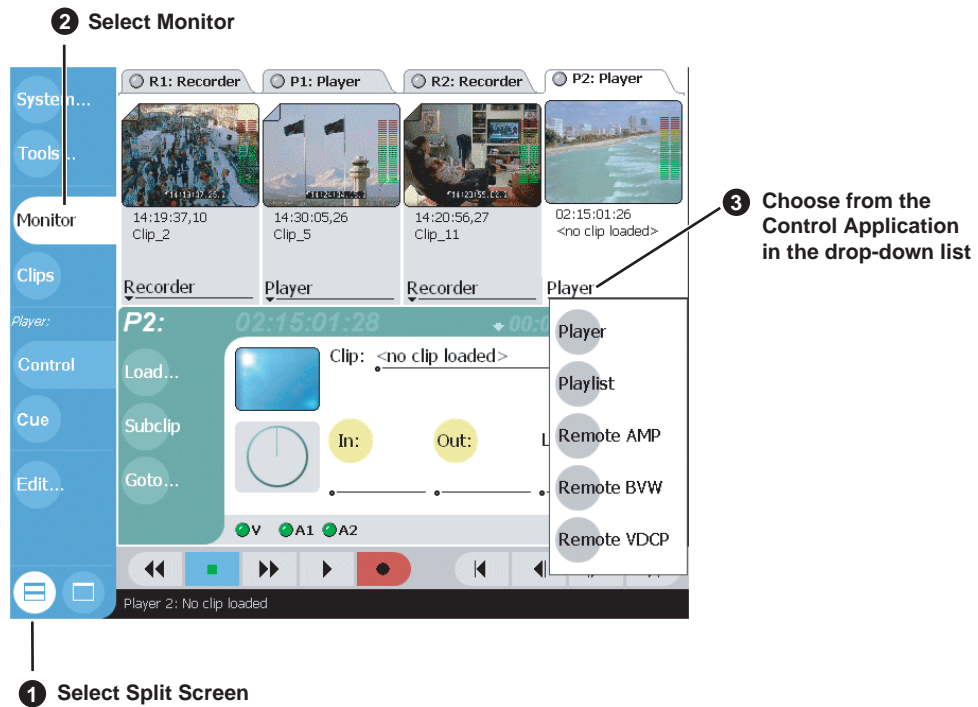 2 Select Monitor
R1: Recorder
P1: Player
R2: Recorder
P2: Player
System...
Tools...
Monitor
Clips
Player:
Control
Cue
Edit...
14:19:37,10
Clip_2
14:30:05,26
Clip_5
14:20:56,27
Clip_11
02:15:01:26
<no clip loaded>
3 Choose from the
Control Application
in the drop-down list
Recorder
Player
Recorder
Player
P2:
02:15:01:28
Load...
Subclip
Goto...
Clip: <no clip loaded>
In:
Out:
L
V
A1
A2
Player
Playlist
Remote AMP
Remote BVW
Remote VDCP
Player 2: No clip loaded
1 Select Split Screen